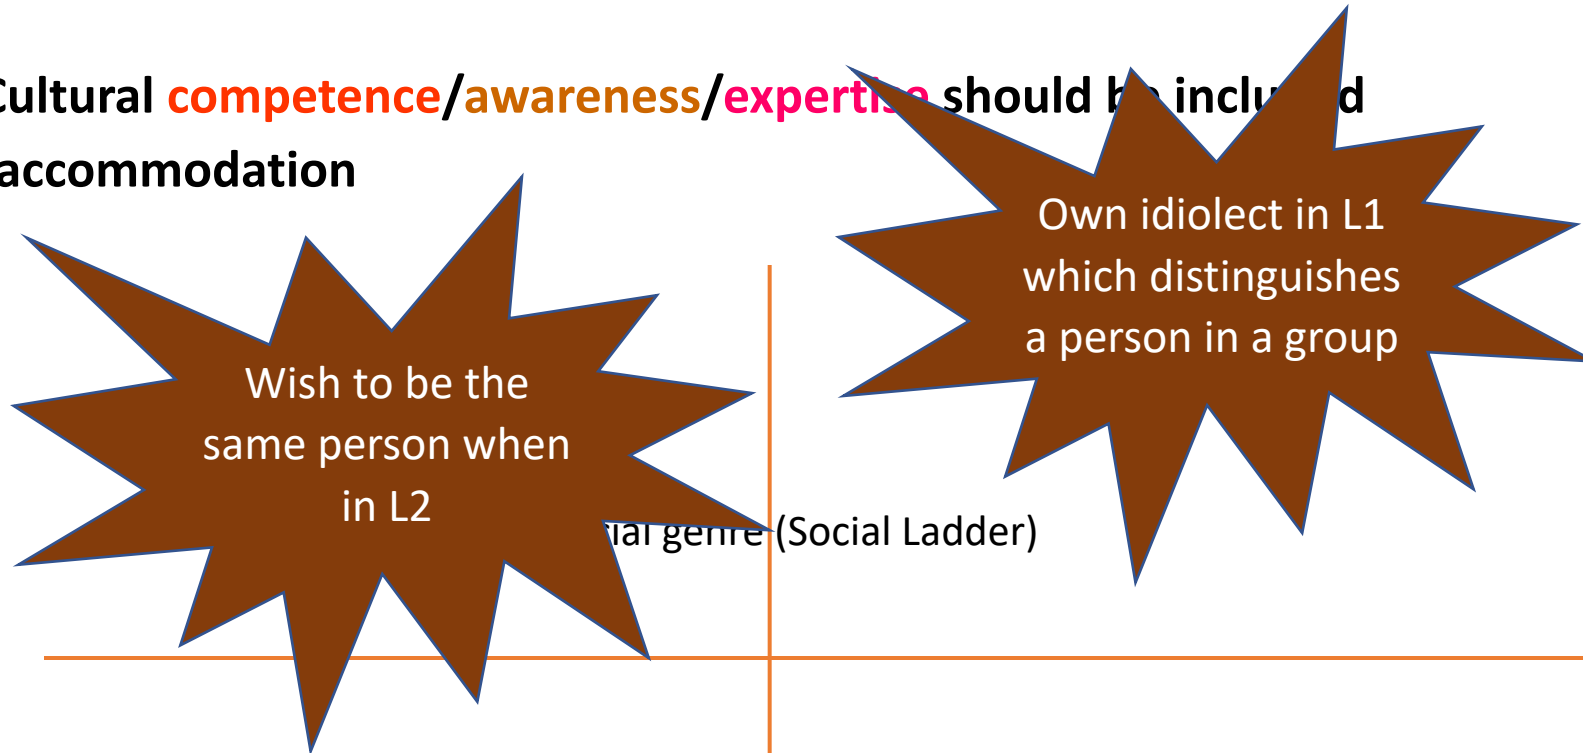 Cultural competence/awareness/expertise should be included
accommodation
Own idiolect in L1
which distinguishes
a person in a group
Wish to be the
same person when
in L2
genre (Social Ladder)